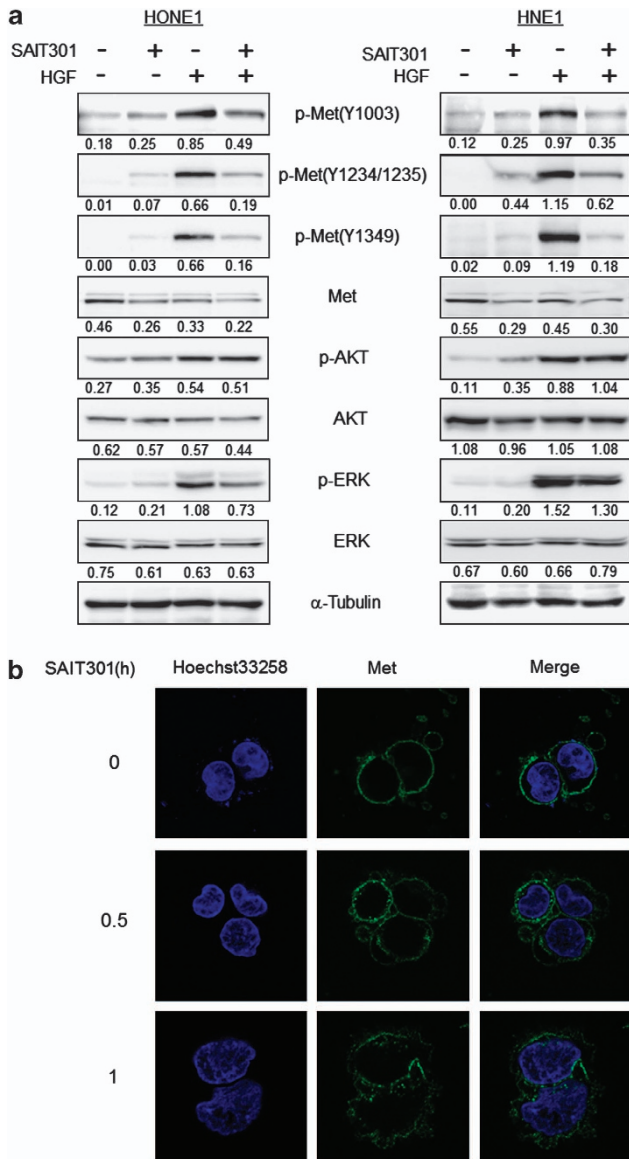 a
HONE1 HNE1
SAIT301 - + - + SAIT301 - + - +
HGF - - + + HGF - - + +
p-Met(Y1003)
0.18 0.25 0.85 0.49 0.12 0.25 0.97 0.35
p-Met(Y1234/1235)
0.01 0.07 0.66 0.19 0.00 0.44 1.15 0.62
p-Met(Y1349)
0.00 0.03 0.66 0.16 0.02 0.09 1.19 0.18
Met
0.46 0.26 0.33 0.22 0.55 0.29 0.45 0.30
p-AKT
0.27 0.35 0.54 0.51 0.11 0.35 0.88 1.04
AKT
0.62 0.57 0.57 0.44 1.08 0.96 1.05 1.08
p-ERK
0.12 0.21 1.08 0.73 0.11 0.20 1.52 1.30
ERK
0.75 0.61 0.63 0.63 0.67 0.60 0.66 0.79
α-Tubulin
b
SAIT301(h) Hoechst33258 Met Merge
0
0.5
1